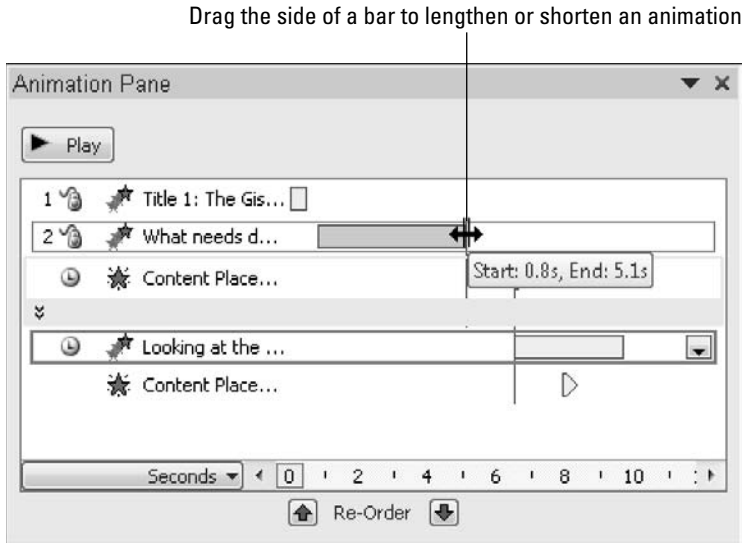 Drag the side of a bar to lengthen or shorten an animation
Animation Pane
Play
1 Title 1: The Gis...
2 What needs d...
Start: 0.8s, End: 5.1s
Content Place...
Looking at the ...
Content Place...
Seconds 0 2 4 6 8 10
Re-Order